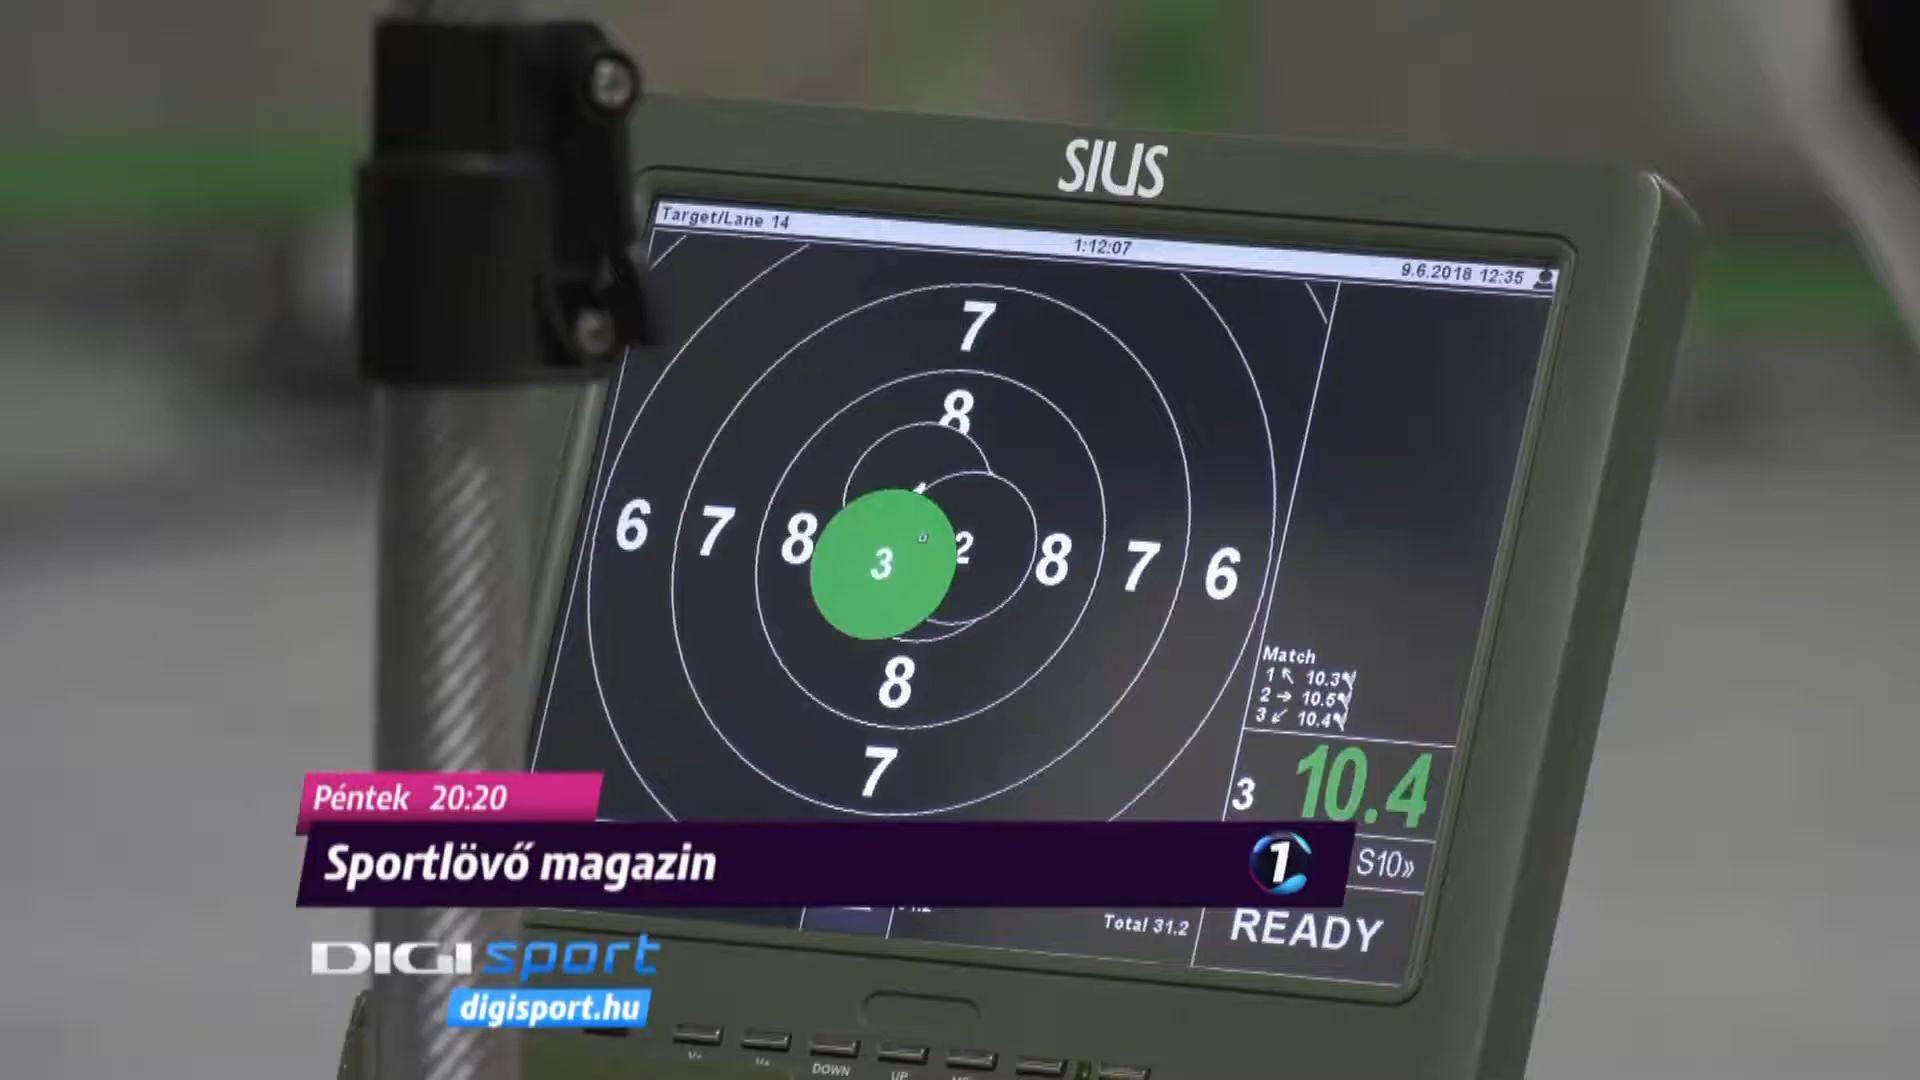 SIUS
Target/Lane 14
1:12:07
9.6.2018 12:35
7
8
6 7 8 3 2 8 7 6
8
7
Match
1 ↖ 10.3
2 → 10.5
3 ↙ 10.4
3 10.4
S10»
Total 31.2
READY
Péntek 20:20
Sportlövő magazin
1
DIGI sport
digisport.hu
DOWN
UP